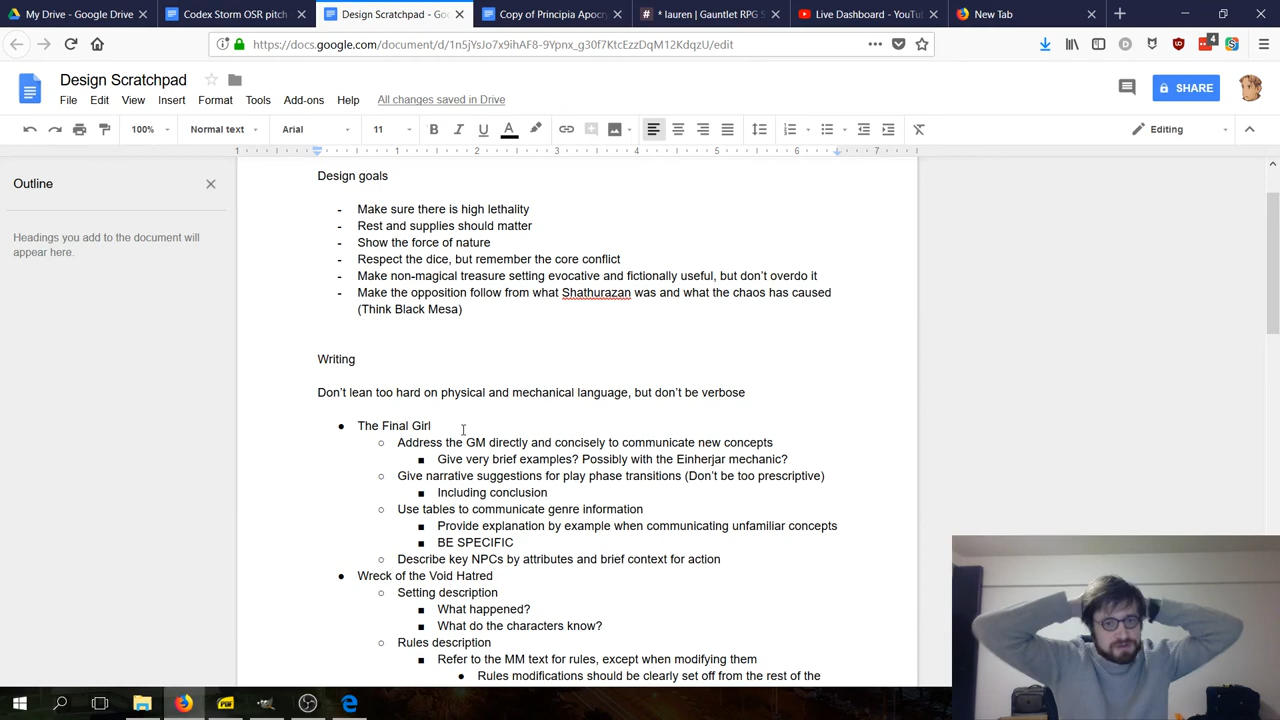 My Drive - Google Drive
Codex Storm OSR pitch
Design Scratchpad - Goo
Copy of Principia Apocry
* lauren | Gauntlet RPG S
Live Dashboard - YouTu
New Tab
https://docs.google.com/document/d/1n5jYsJo7x9ihAF8-9Ypnx_g30f7KtcEzzDqM12KdqzU/edit
4
Design Scratchpad
File Edit View Insert Format Tools Add-ons Help All changes saved in Drive
SHARE
100% Normal text Arial 11 Editing
1 1 2 3 4 5 6 7
Outline
Headings you add to the document will
appear here.
Design goals
- Make sure there is high lethality
- Rest and supplies should matter
- Show the force of nature
- Respect the dice, but remember the core conflict
- Make non-magical treasure setting evocative and fictionally useful, but don’t overdo it
- Make the opposition follow from what Shathurazan was and what the chaos has caused
(Think Black Mesa)
Writing
Don’t lean too hard on physical and mechanical language, but don’t be verbose
● The Final Girl
○ Address the GM directly and concisely to communicate new concepts
■ Give very brief examples? Possibly with the Einherjar mechanic?
○ Give narrative suggestions for play phase transitions (Don’t be too prescriptive)
■ Including conclusion
○ Use tables to communicate genre information
■ Provide explanation by example when communicating unfamiliar concepts
■ BE SPECIFIC
○ Describe key NPCs by attributes and brief context for action
● Wreck of the Void Hatred
○ Setting description
■ What happened?
■ What do the characters know?
○ Rules description
■ Refer to the MM text for rules, except when modifying them
● Rules modifications should be clearly set off from the rest of the